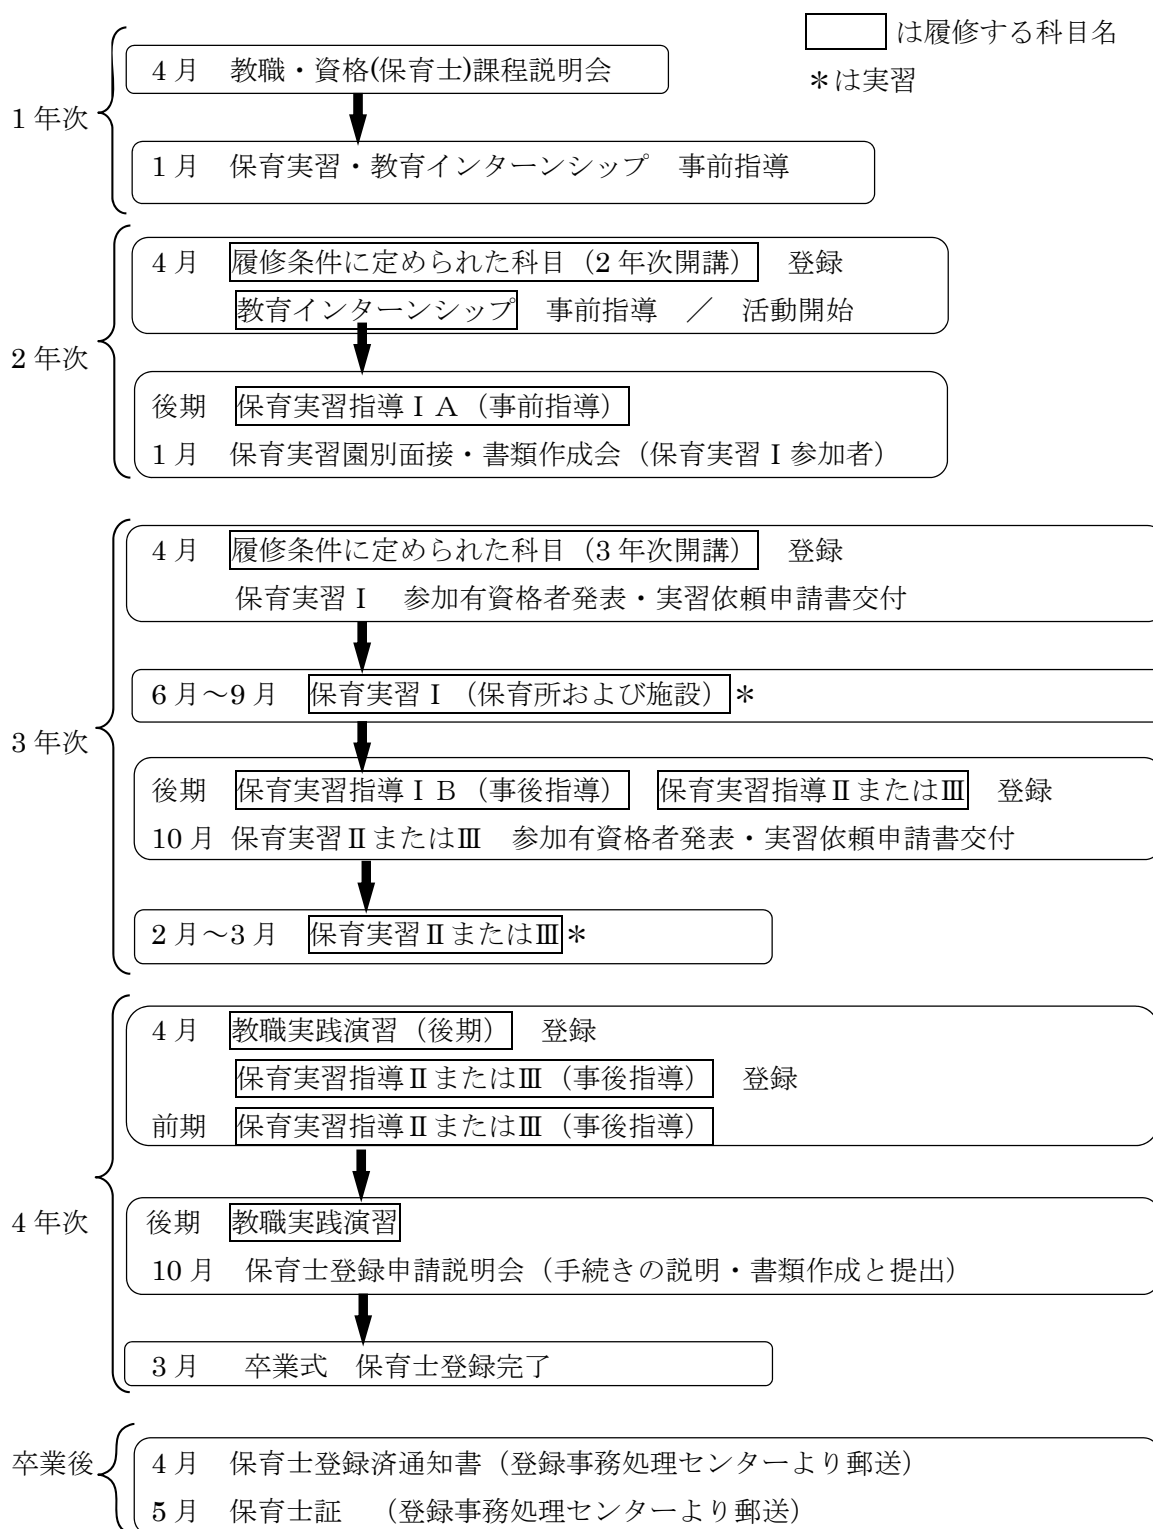 は履修する科目名
＊は実習
1年次
4月　教職・資格(保育士)課程説明会
1月　保育実習・教育インターンシップ　事前指導
2年次
4月　履修条件に定められた科目（2年次開講）　登録
教育インターンシップ　事前指導　／　活動開始
後期　保育実習指導ⅠA（事前指導）
1月　保育実習園別面接・書類作成会（保育実習Ⅰ参加者）
3年次
4月　履修条件に定められた科目（3年次開講）　登録
保育実習Ⅰ　参加有資格者発表・実習依頼申請書交付
6月～9月　保育実習Ⅰ（保育所および施設）＊
後期　保育実習指導ⅠB（事後指導）　保育実習指導ⅡまたはⅢ　登録
10月　保育実習ⅡまたはⅢ　参加有資格者発表・実習依頼申請書交付
2月～3月　保育実習ⅡまたはⅢ＊
4年次
4月　教職実践演習（後期）　登録
保育実習指導ⅡまたはⅢ（事後指導）　登録
前期　保育実習指導ⅡまたはⅢ（事後指導）
後期　教職実践演習
10月　保育士登録申請説明会（手続きの説明・書類作成と提出）
3月　卒業式　保育士登録完了
卒業後
4月　保育士登録済通知書（登録事務処理センターより郵送）
5月　保育士証　（登録事務処理センターより郵送）